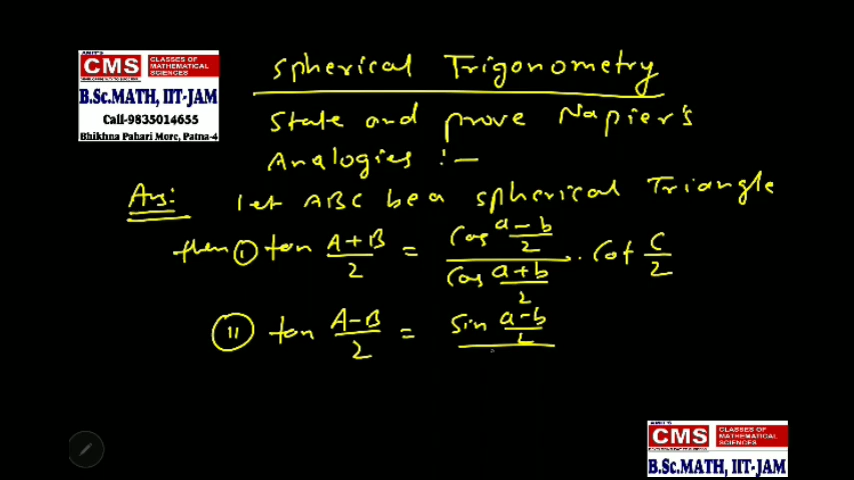 AMIT'S
CMS CLASSES OF MATHEMATICAL SCIENCES
B.Sc.MATH, IIT-JAM
Call-9835014655
Bhikhna Pahari More, Patna-4
Spherical Trigonometry
State and prove Napier's
Analogies :-
Ans: Let ABC be a spherical Triangle
then (i) tan (A+B)/2 = (cos (a-b)/2)/(cos (a+b)/2) . cot C/2
(ii) tan (A-B)/2 = sin (a-b)/2
CMS CLASSES OF MATHEMATICAL SCIENCES
B.Sc.MATH, IIT-JAM